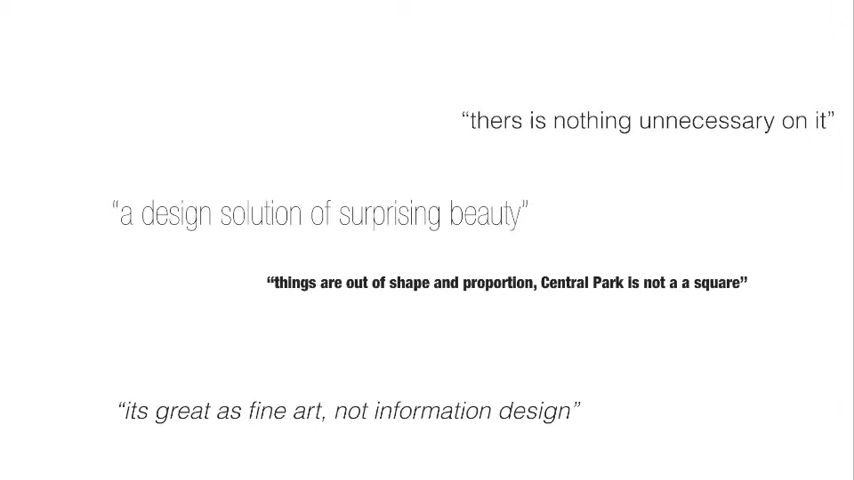 “thers is nothing unnecessary on it”
“a design solution of surprising beauty”
“things are out of shape and proportion, Central Park is not a a square”
“its great as fine art, not information design”